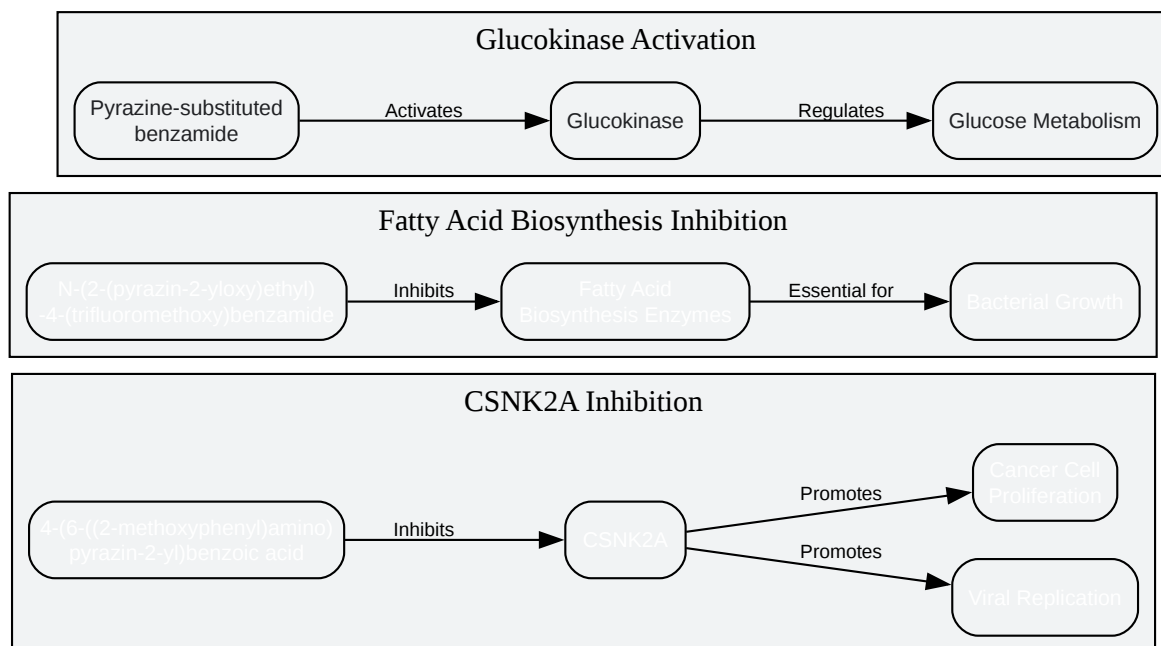 Glucokinase Activation
Pyrazine-substituted
benzamide
Activates
Glucokinase
Regulates
Glucose Metabolism
Fatty Acid Biosynthesis Inhibition
N-(2-(pyrazin-2-yloxy)ethyl)
-4-(trifluoromethoxy)benzamide
Inhibits
Fatty Acid
Biosynthesis Enzymes
Essential for
Bacterial Growth
CSNK2A Inhibition
4-(6-((2-methoxyphenyl)amino)
pyrazin-2-yl)benzoic acid
Inhibits
CSNK2A
Promotes
Cancer Cell
Proliferation
Promotes
Viral Replication